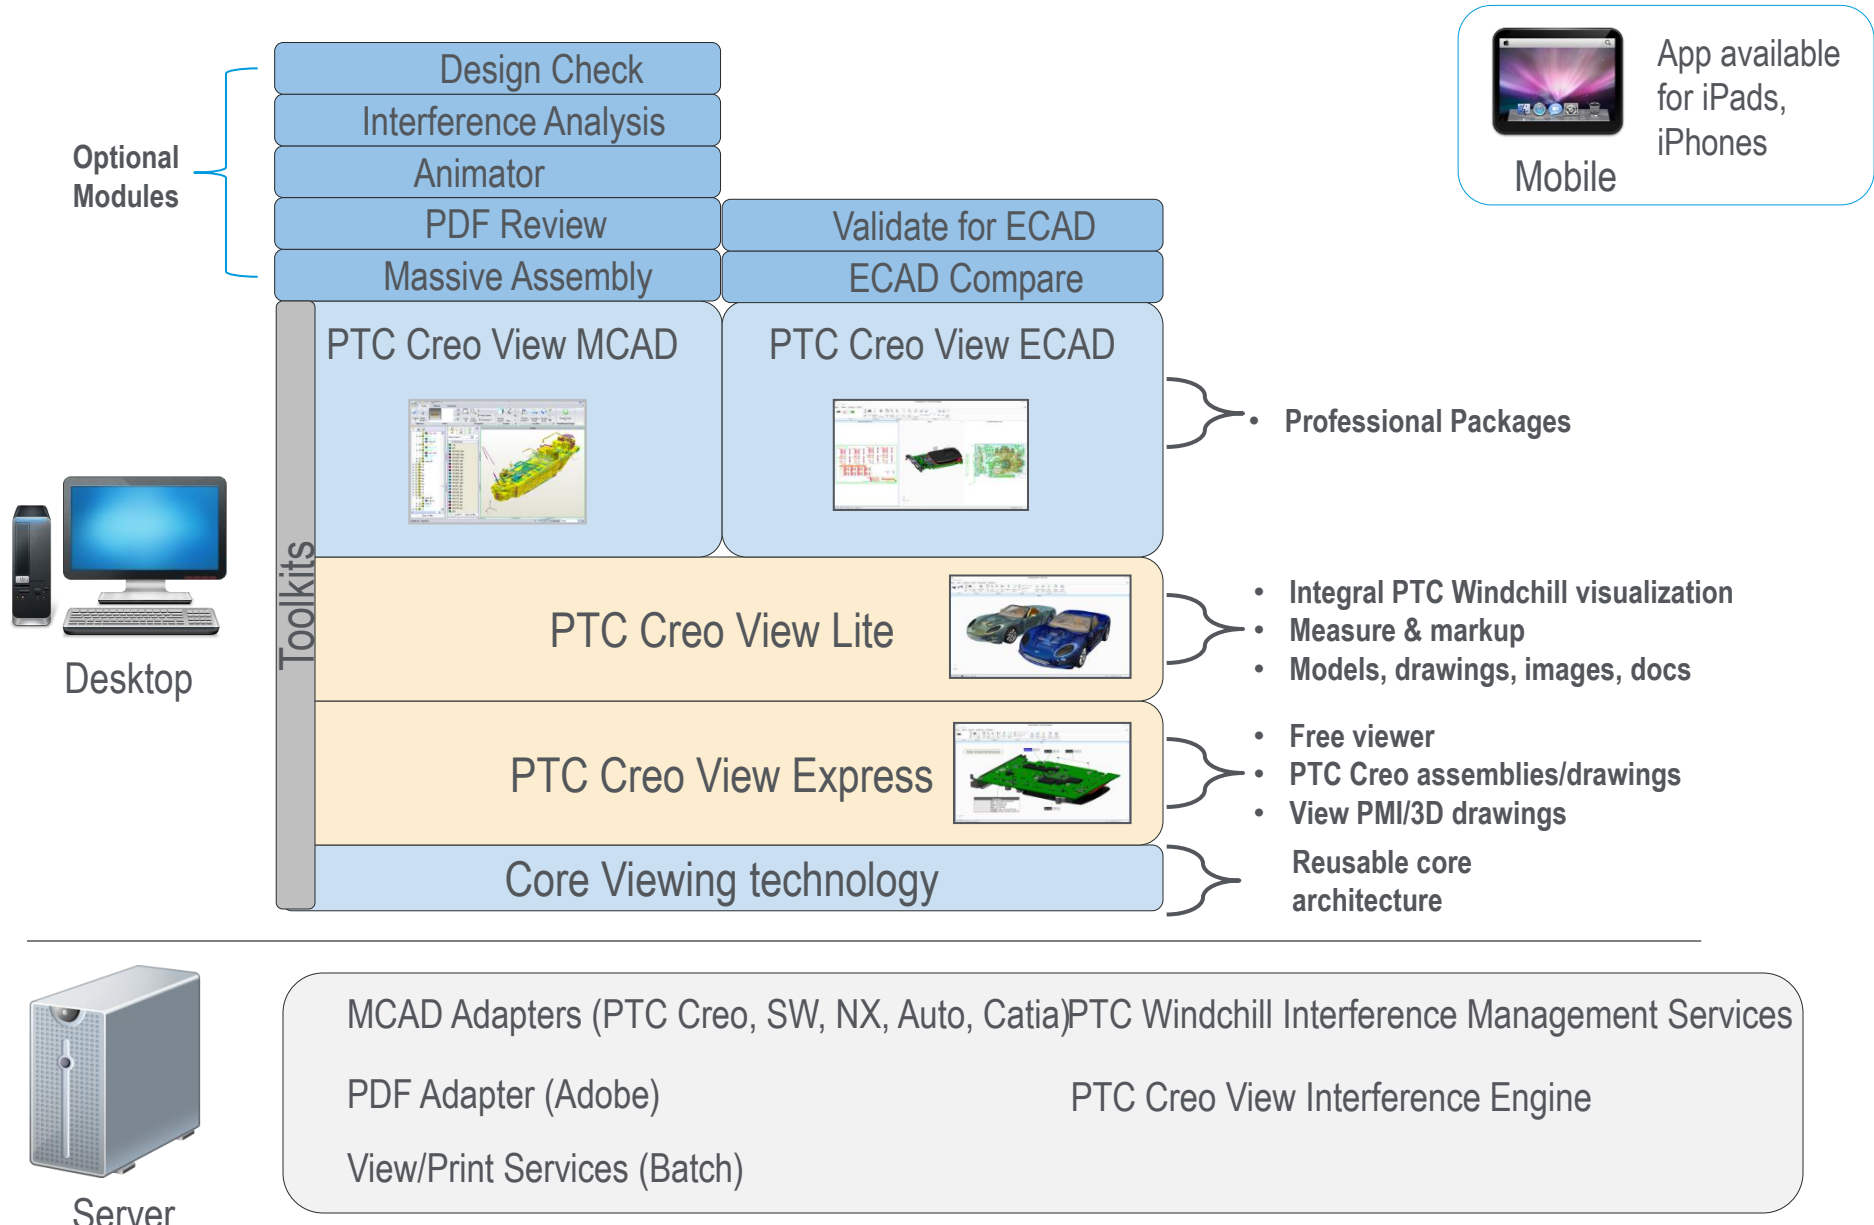 Design Check
Interference Analysis
Animator
PDF Review
Massive Assembly
Optional
Modules
Validate for ECAD
ECAD Compare
App available
for iPads,
iPhones
Mobile
PTC Creo View MCAD
PTC Creo View ECAD
• Professional Packages
Toolkits
Desktop
PTC Creo View Lite
• Integral PTC Windchill visualization
• Measure & markup
• Models, drawings, images, docs
PTC Creo View Express
• Free viewer
• PTC Creo assemblies/drawings
• View PMI/3D drawings
Core Viewing technology
Reusable core
architecture
MCAD Adapters (PTC Creo, SW, NX, Auto, Catia)
PTC Windchill Interference Management Services
PDF Adapter (Adobe)
PTC Creo View Interference Engine
View/Print Services (Batch)
Server